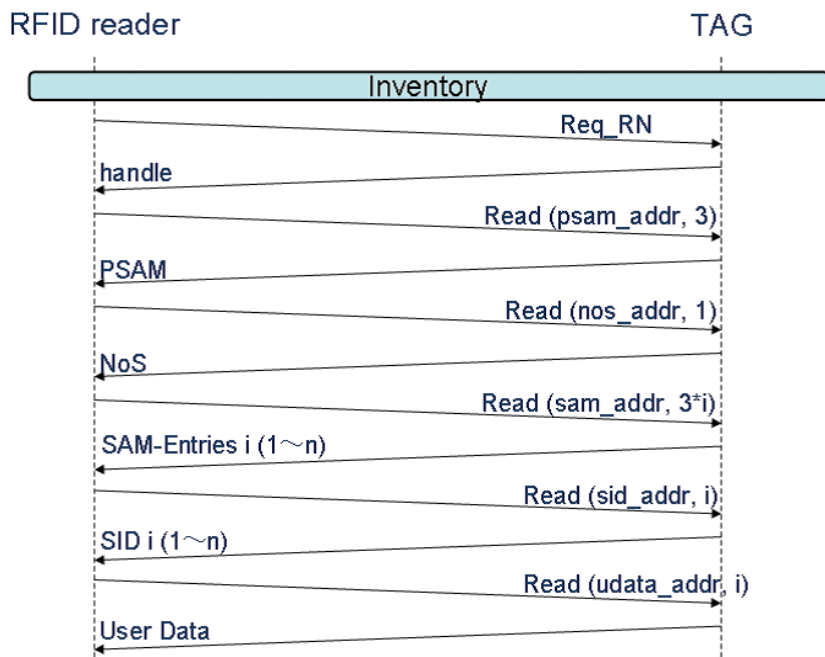 RFID reader
TAG
Inventory
Req_RN
handle
Read (psam_addr, 3)
PSAM
Read (nos_addr, 1)
NoS
Read (sam_addr, 3*i)
SAM-Entries i (1～n)
Read (sid_addr, i)
SID i (1～n)
Read (udata_addr, i)
User Data